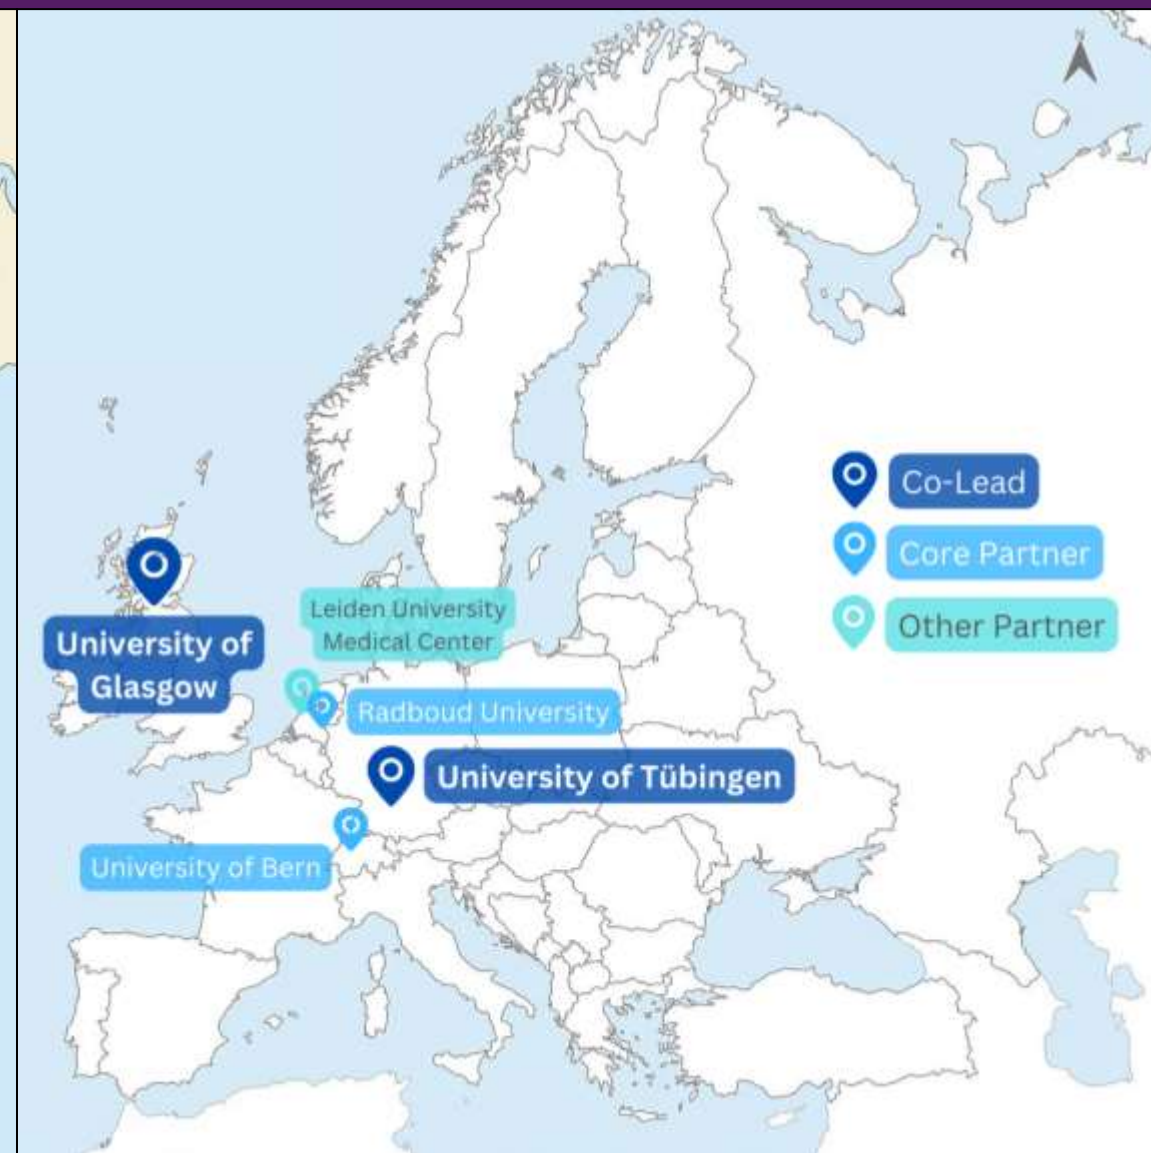 N
Co-Lead
Core Partner
Other Partner
Leiden University
Medical Center
University of
Glasgow
Radboud University
University of Tübingen
University of Bern